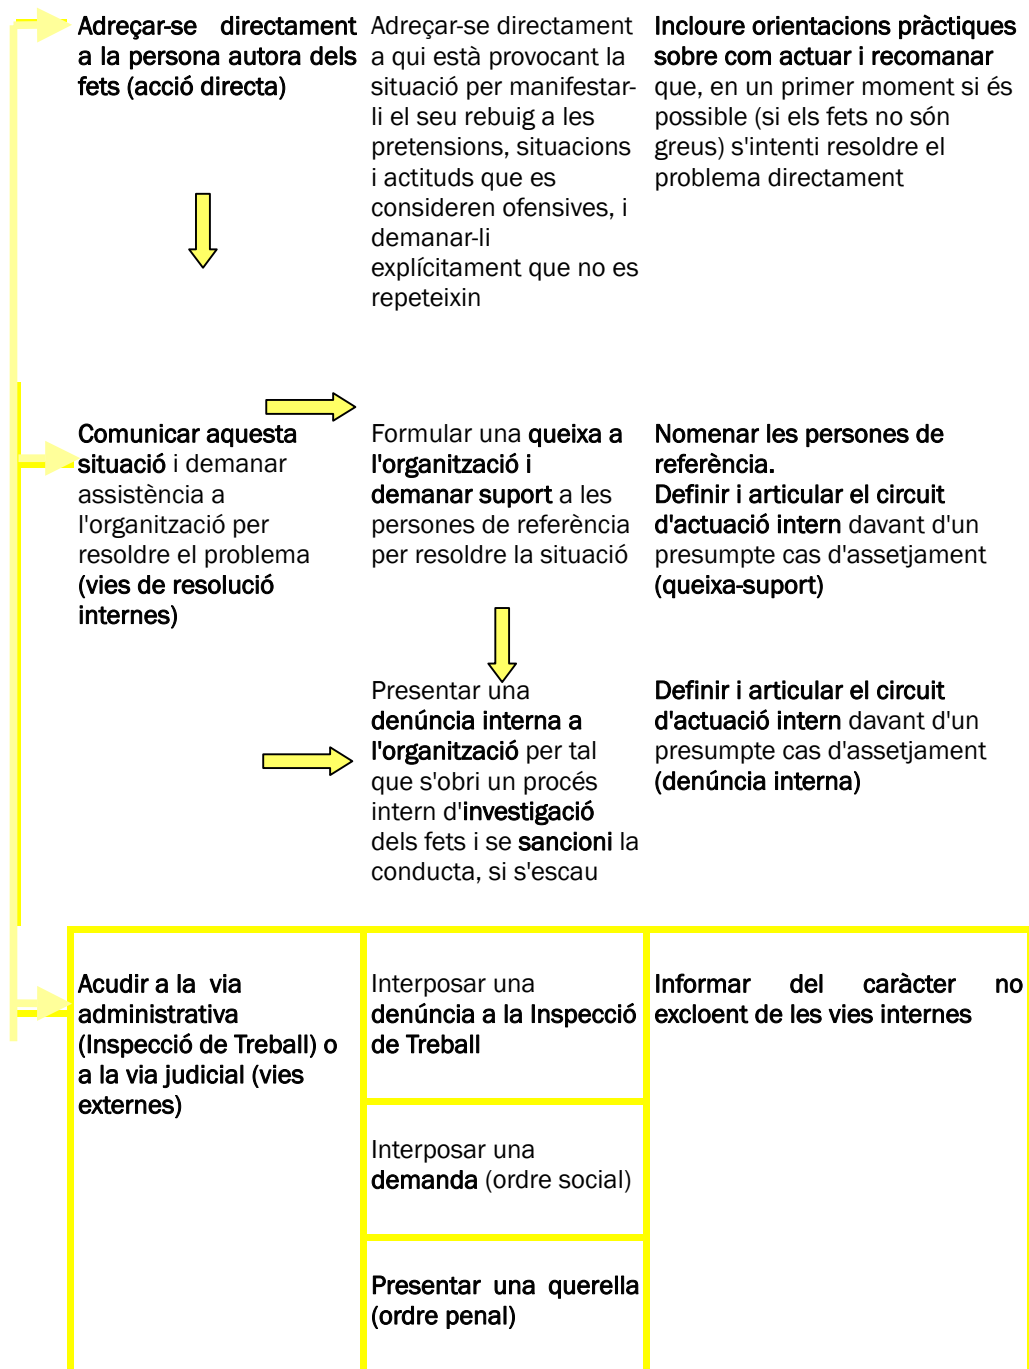 Adreçar-se directament
a la persona autora dels
fets (acció directa)
Adreçar-se directament
a qui està provocant la
situació per manifestar-
li el seu rebuig a les
pretensions, situacions
i actituds que es
consideren ofensives, i
demanar-li
explícitament que no es
repeteixin
Incloure orientacions pràctiques
sobre com actuar i recomanar
que, en un primer moment si és
possible (si els fets no són
greus) s'intenti resoldre el
problema directament
Comunicar aquesta
situació i demanar
assistència a
l'organització per
resoldre el problema
(vies de resolució
internes)
Formular una queixa a
l'organització i
demanar suport a les
persones de referència
per resoldre la situació
Nomenar les persones de
referència.
Definir i articular el circuit
d'actuació intern davant d'un
presumpte cas d'assetjament
(queixa-suport)
Presentar una
denúncia interna a
l'organització per tal
que s'obri un procés
intern d'investigació
dels fets i se sancioni la
conducta, si s'escau
Definir i articular el circuit
d'actuació intern davant d'un
presumpte cas d'assetjament
(denúncia interna)
Acudir a la via
administrativa
(Inspecció de Treball) o
a la via judicial (vies
externes)
Interposar una
denúncia a la Inspecció
de Treball
Informar del caràcter no
excloent de les vies internes
Interposar una
demanda (ordre social)
Presentar una querella
(ordre penal)